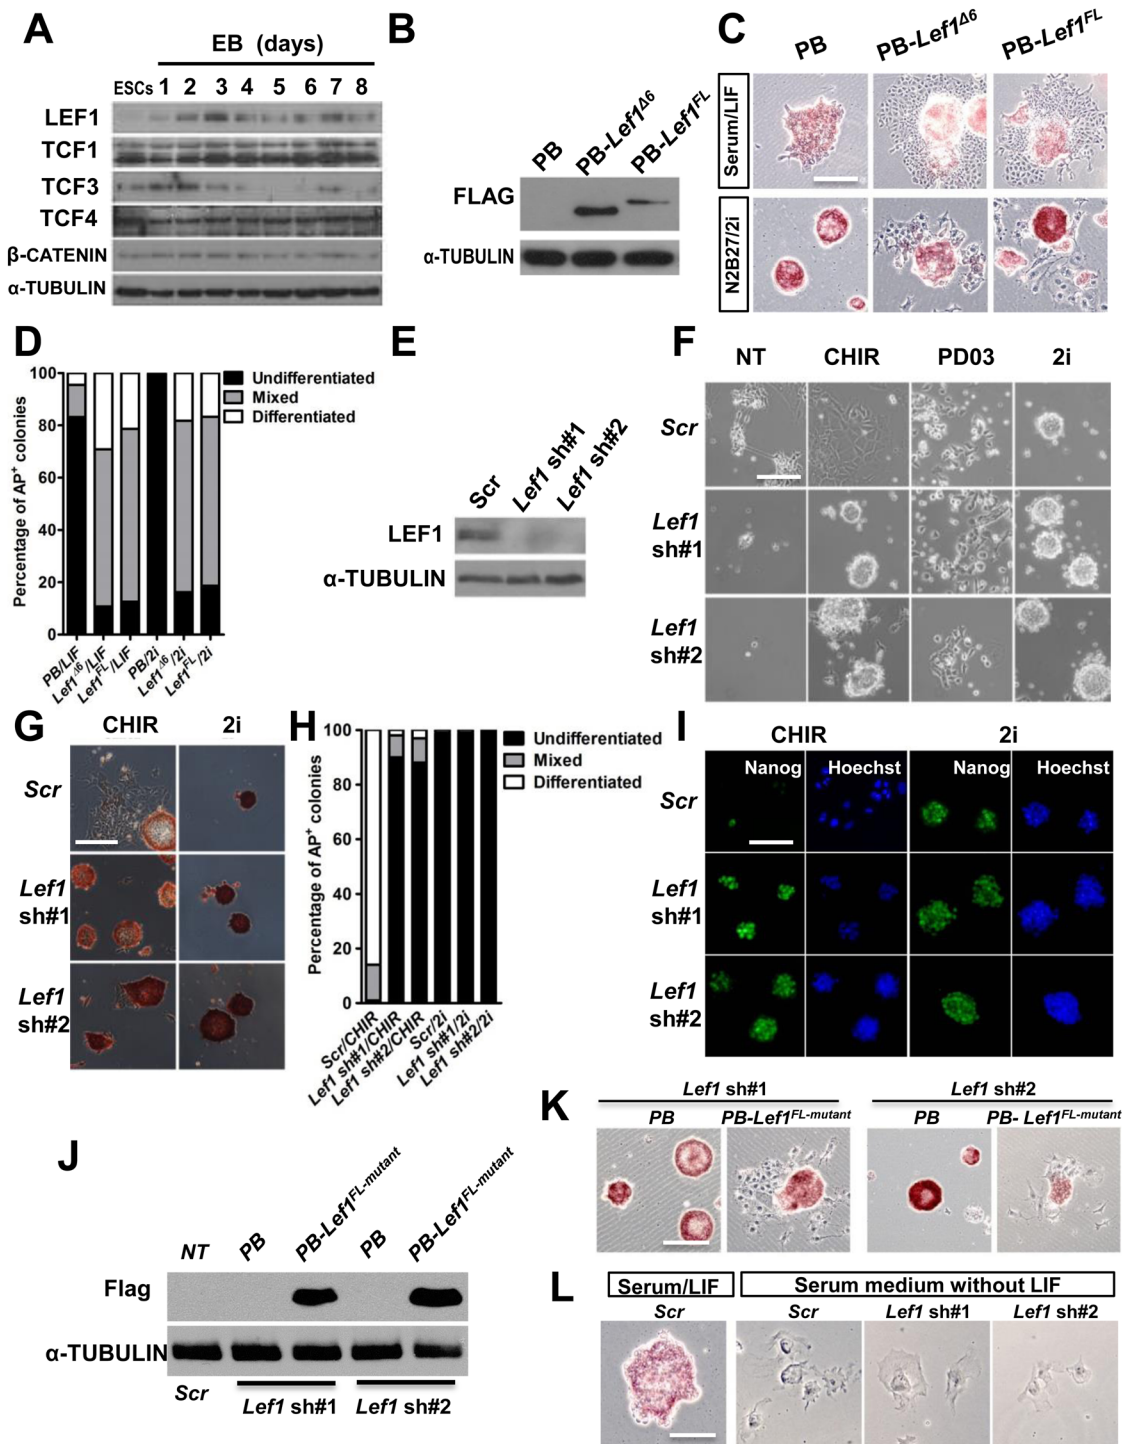 A
EB (days)
ESCs 1 2 3 4 5 6 7 8
LEF1
TCF1
TCF3
TCF4
β-CATENIN
α-TUBULIN
B
PB
PB-Lef1Δ6
PB-Lef1FL
FLAG
α-TUBULIN
C
PB
PB-Lef1Δ6
PB-Lef1FL
Serum/LIF
N2B27/2i
D
Percentage of AP+ colonies
100
80
60
40
20
0
Undifferentiated
Mixed
Differentiated
PB/LIF
Lef1Δ6/LIF
Lef1FL/LIF
PB/2i
Lef1Δ6/2i
Lef1FL/2i
E
Scr
Lef1 sh#1
Lef1 sh#2
LEF1
α-TUBULIN
F
NT CHIR PD03 2i
Scr
Lef1
sh#1
Lef1
sh#2
G
CHIR 2i
Scr
Lef1
sh#1
Lef1
sh#2
H
Percentage of AP+ colonies
100
80
60
40
20
0
Undifferentiated
Mixed
Differentiated
Scr/CHIR
Lef1 sh#1/CHIR
Lef1 sh#2/CHIR
Scr/2i
Lef1 sh#1/2i
Lef1 sh#2/2i
I
CHIR 2i
Nanog Hoechst Nanog Hoechst
Scr
Lef1
sh#1
Lef1
sh#2
J
NT
PB
PB-Lef1FL-mutant
PB
PB-Lef1FL-mutant
Flag
α-TUBULIN
Scr
Lef1 sh#1 Lef1 sh#2
K
Lef1 sh#1 Lef1 sh#2
PB PB-Lef1FL-mutant PB PB- Lef1FL-mutant
L
Serum/LIF Serum medium without LIF
Scr Scr Lef1 sh#1 Lef1 sh#2